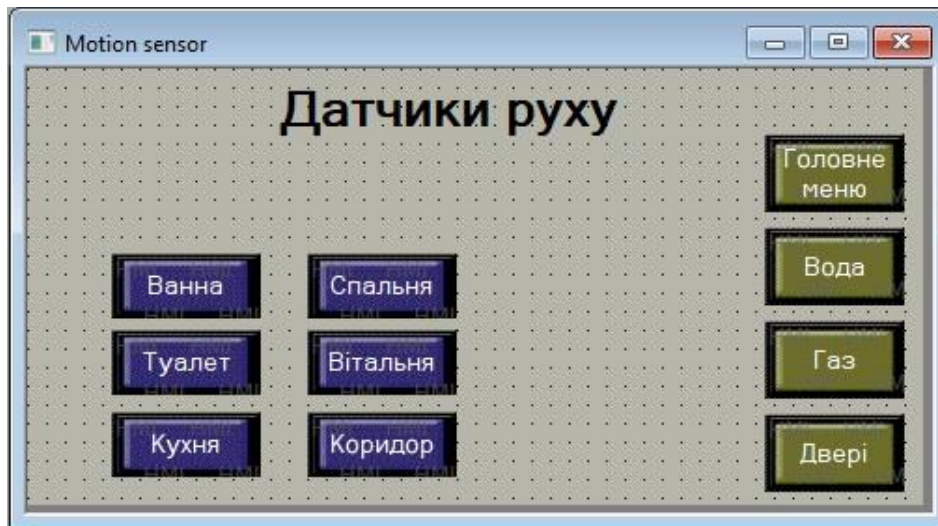 Motion sensor
Датчики руху
Головне
меню
Ванна
Спальня
Вода
Туалет
Вітальня
Газ
Кухня
Коридор
Двері